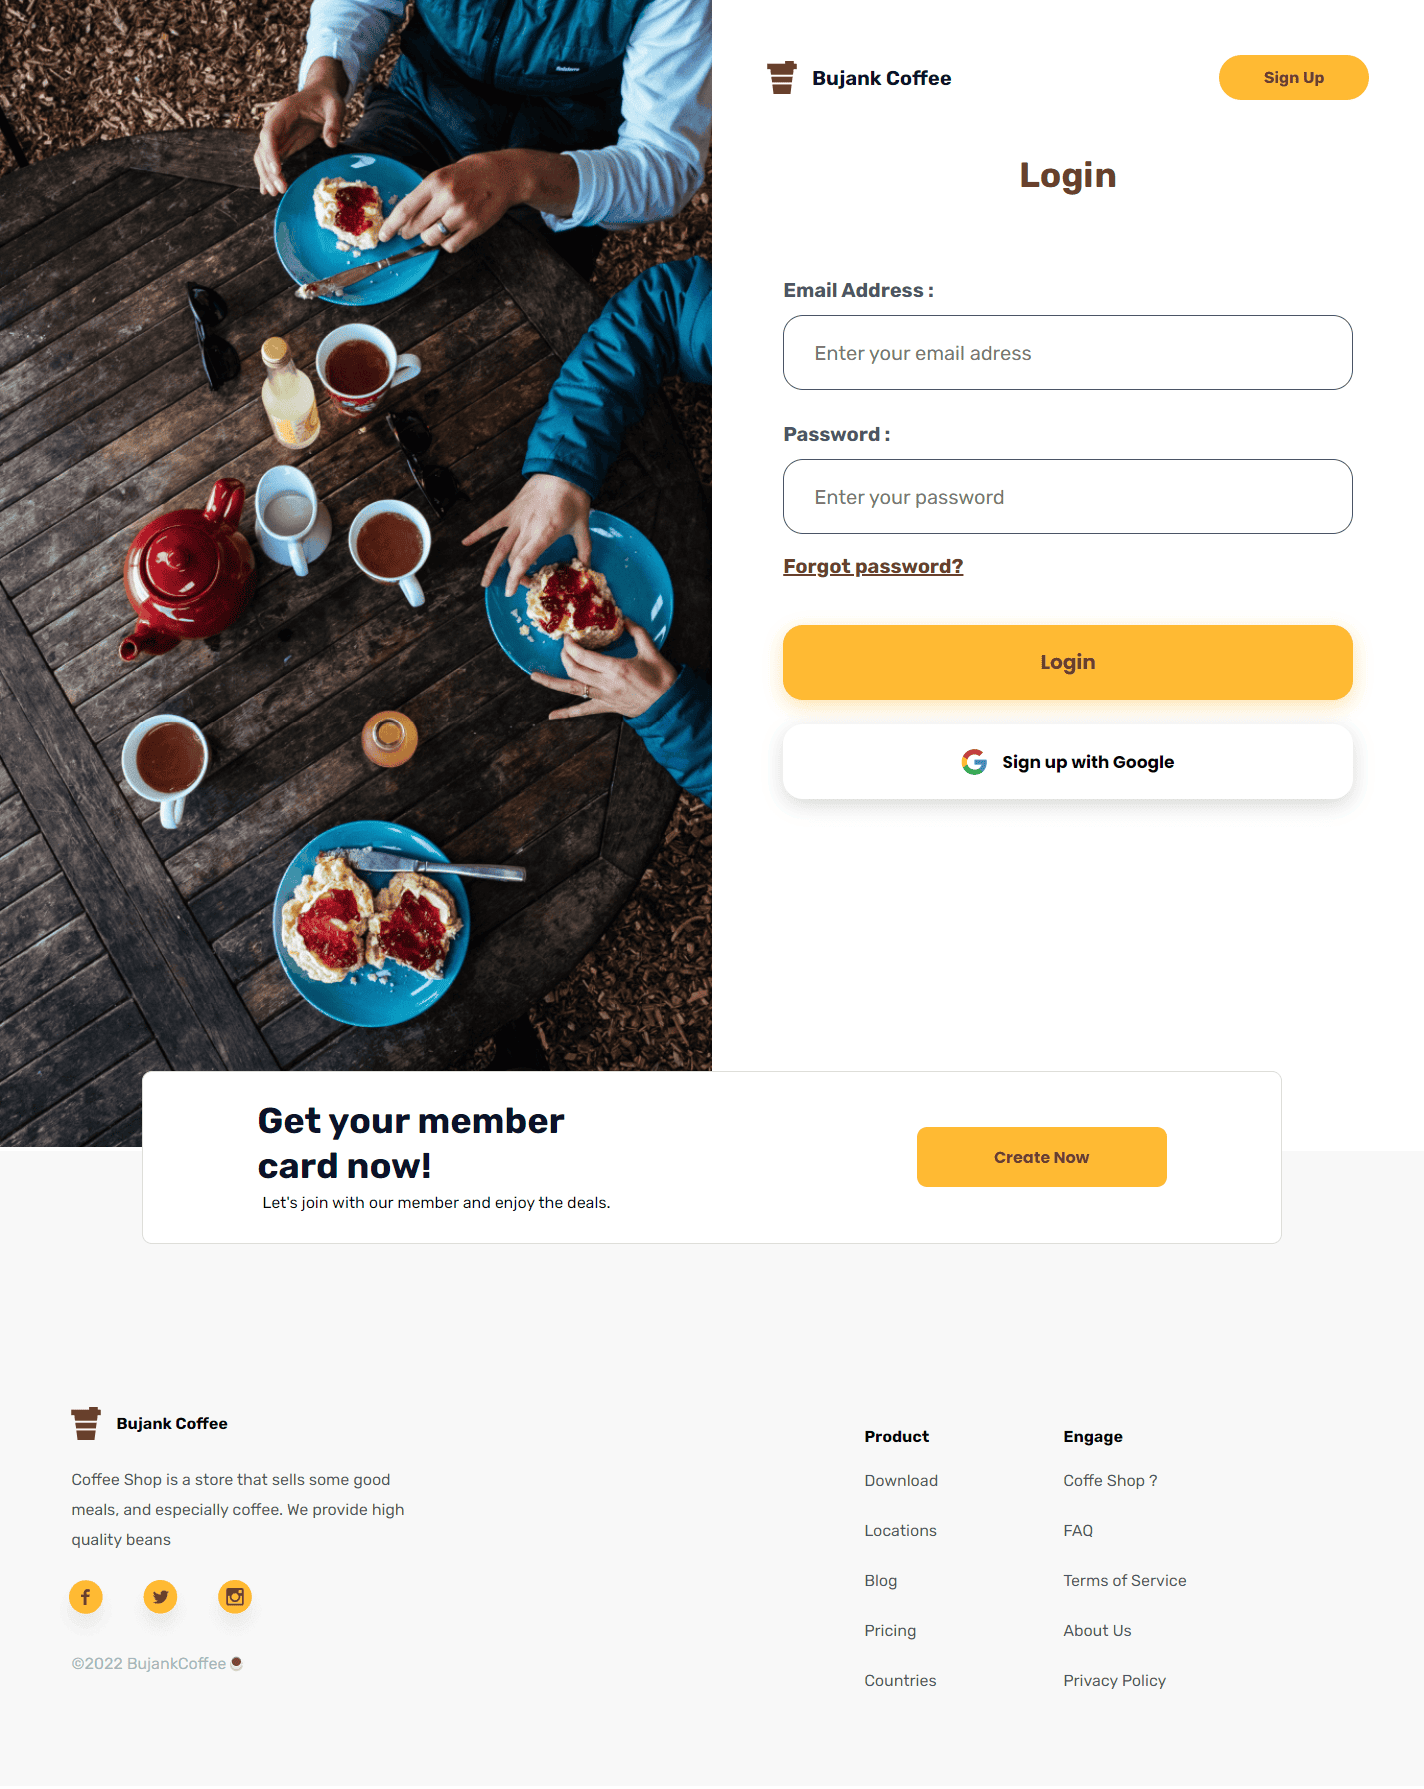 Bujank Coffee
Sign Up
Login
Email Address :
Enter your email adress
Password :
Enter your password
Forgot password?
Login
Sign up with Google
Get your member
card now!
Let's join with our member and enjoy the deals.
Create Now
Bujank Coffee
Coffee Shop is a store that sells some good
meals, and especially coffee. We provide high
quality beans
©2022 BujankCoffee
Product
Download
Locations
Blog
Pricing
Countries
Engage
Coffe Shop ?
FAQ
Terms of Service
About Us
Privacy Policy